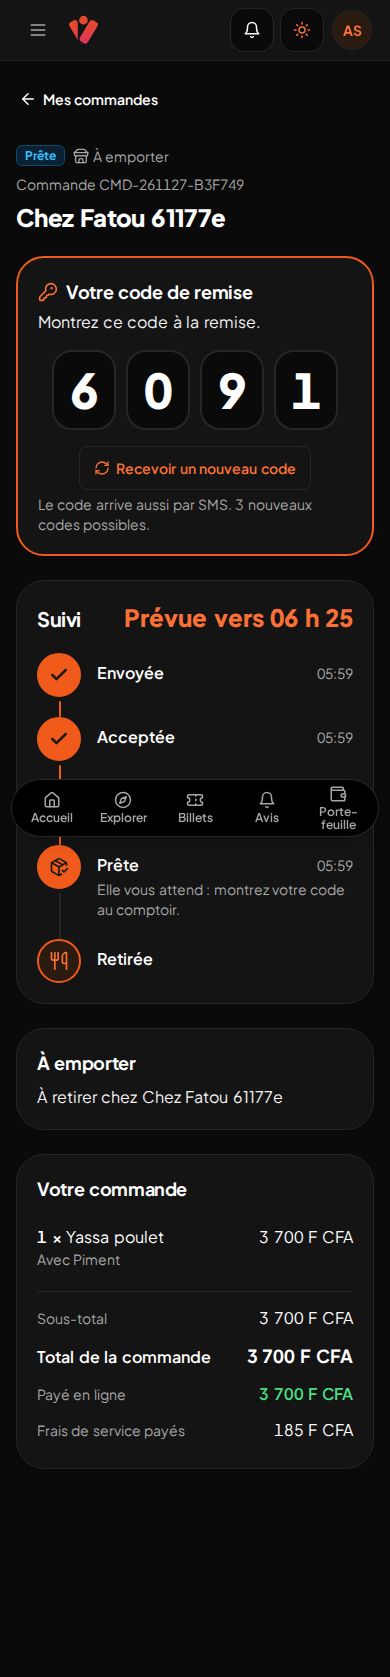 AS
Mes commandes
Prête À emporter
Commande CMD-261127-B3F749
Chez Fatou 61177e
Votre code de remise
Montrez ce code à la remise.
6 0 9 1
Recevoir un nouveau code
Le code arrive aussi par SMS. 3 nouveaux
codes possibles.
Suivi Prévue vers 06 h 25
Envoyée 05:59
Acceptée 05:59
Accueil Explorer Billets Avis Porte-
feuille
Prête 05:59
Elle vous attend : montrez votre code
au comptoir.
Retirée
À emporter
À retirer chez Chez Fatou 61177e
Votre commande
1 × Yassa poulet 3 700 F CFA
Avec Piment
Sous-total 3 700 F CFA
Total de la commande 3 700 F CFA
Payé en ligne 3 700 F CFA
Frais de service payés 185 F CFA